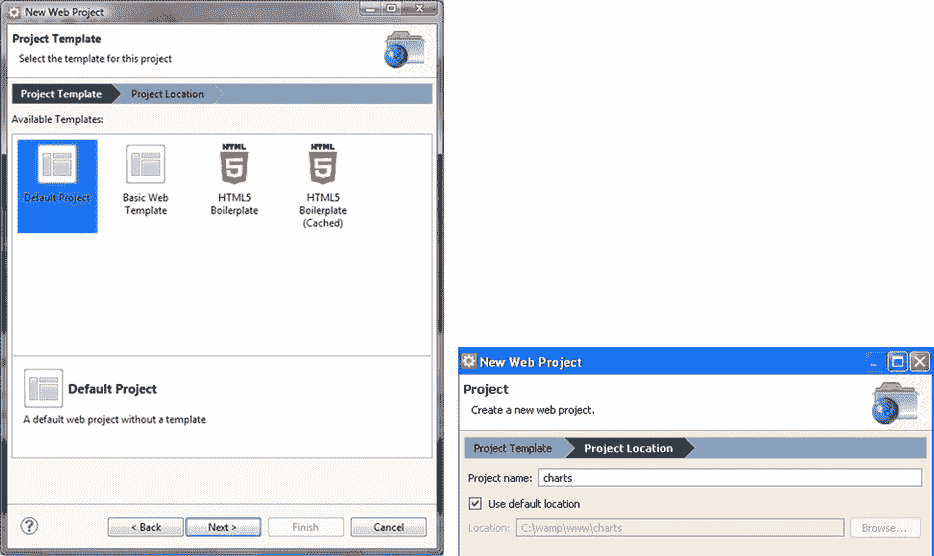 New Web Project
Project Template
Select the template for this project
Project Template Project Location
Available Templates:
HTML HTML
5 5
Default Project Basic Web Template HTML5 Boilerplate HTML5 Boilerplate (Cached)
Default Project
A default web project without a template
? < Back Next > Finish Cancel
New Web Project
Project
Create a new web project.
Project Template Project Location
Project name: charts
Use default location
Location: C:\wamp\www\charts Browse...